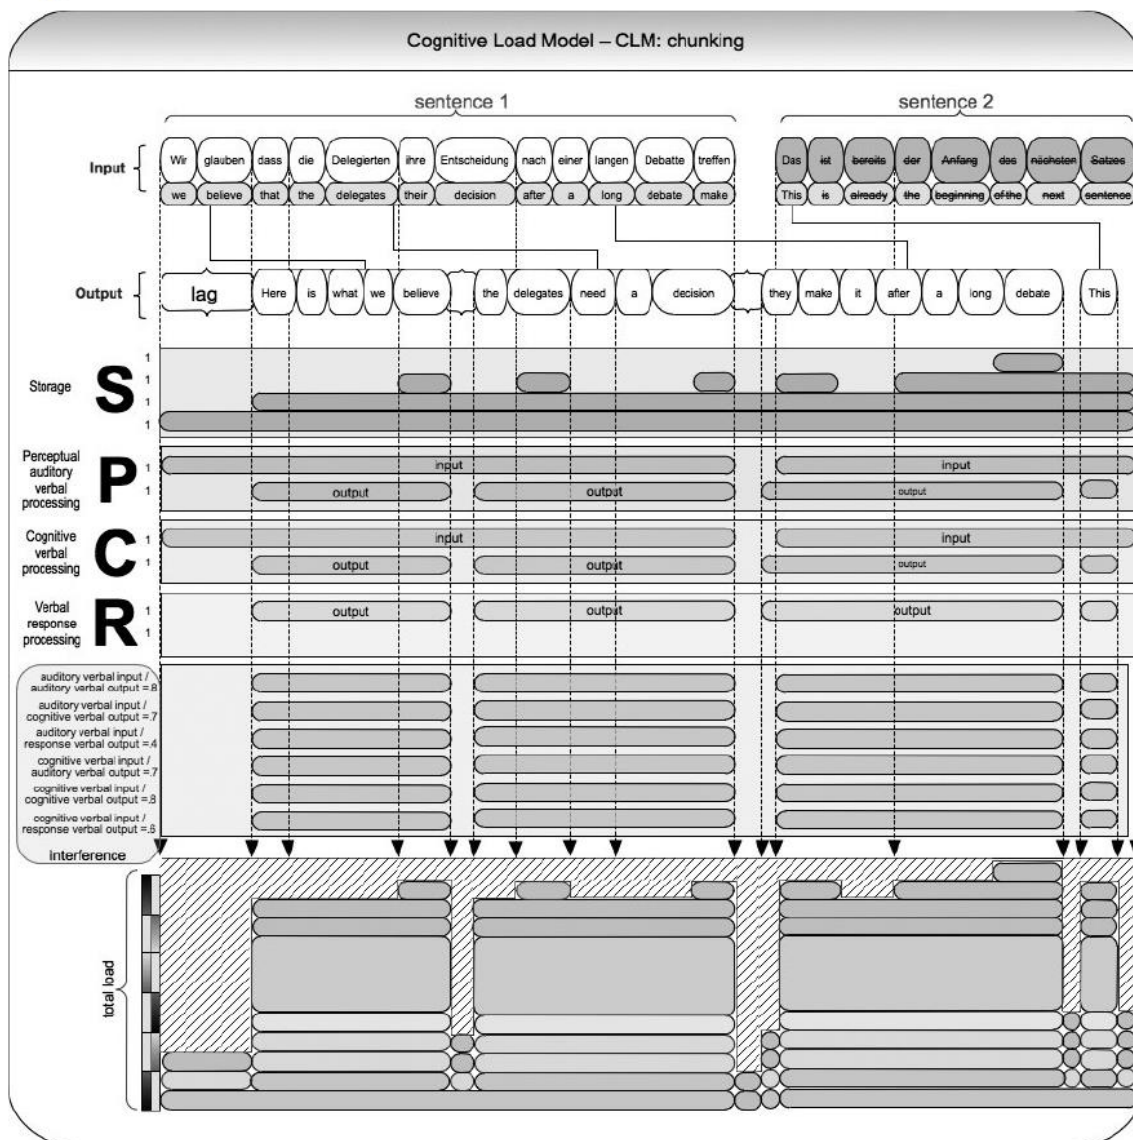 Cognitive Load Model – CLM: chunking
sentence 1 sentence 2
Input
Wir glauben dass die Delegierten ihre Entscheidung nach einer langen Debatte treffen Das ist bereits der Anfang des nächsten Satzes
we believe that the delegates their decision after a long debate make This is already the beginning of the next sentence
Output
lag Here is what we believe the delegates need a decision they make it after a long debate This
1
Storage S 1
1
1
Perceptual
auditory
verbal
processing
P
1 input input
1 output output output
Cognitive
verbal
processing
C
1 input input
1 output output output
Verbal
response
processing
R
1 output output output
1
auditory verbal input /
auditory verbal output =.8
auditory verbal input /
cognitive verbal output =.7
auditory verbal input /
response verbal output =.4
cognitive verbal input /
auditory verbal output =.7
cognitive verbal input /
cognitive verbal output =.8
cognitive verbal input /
response verbal output =.6
Interference
total load